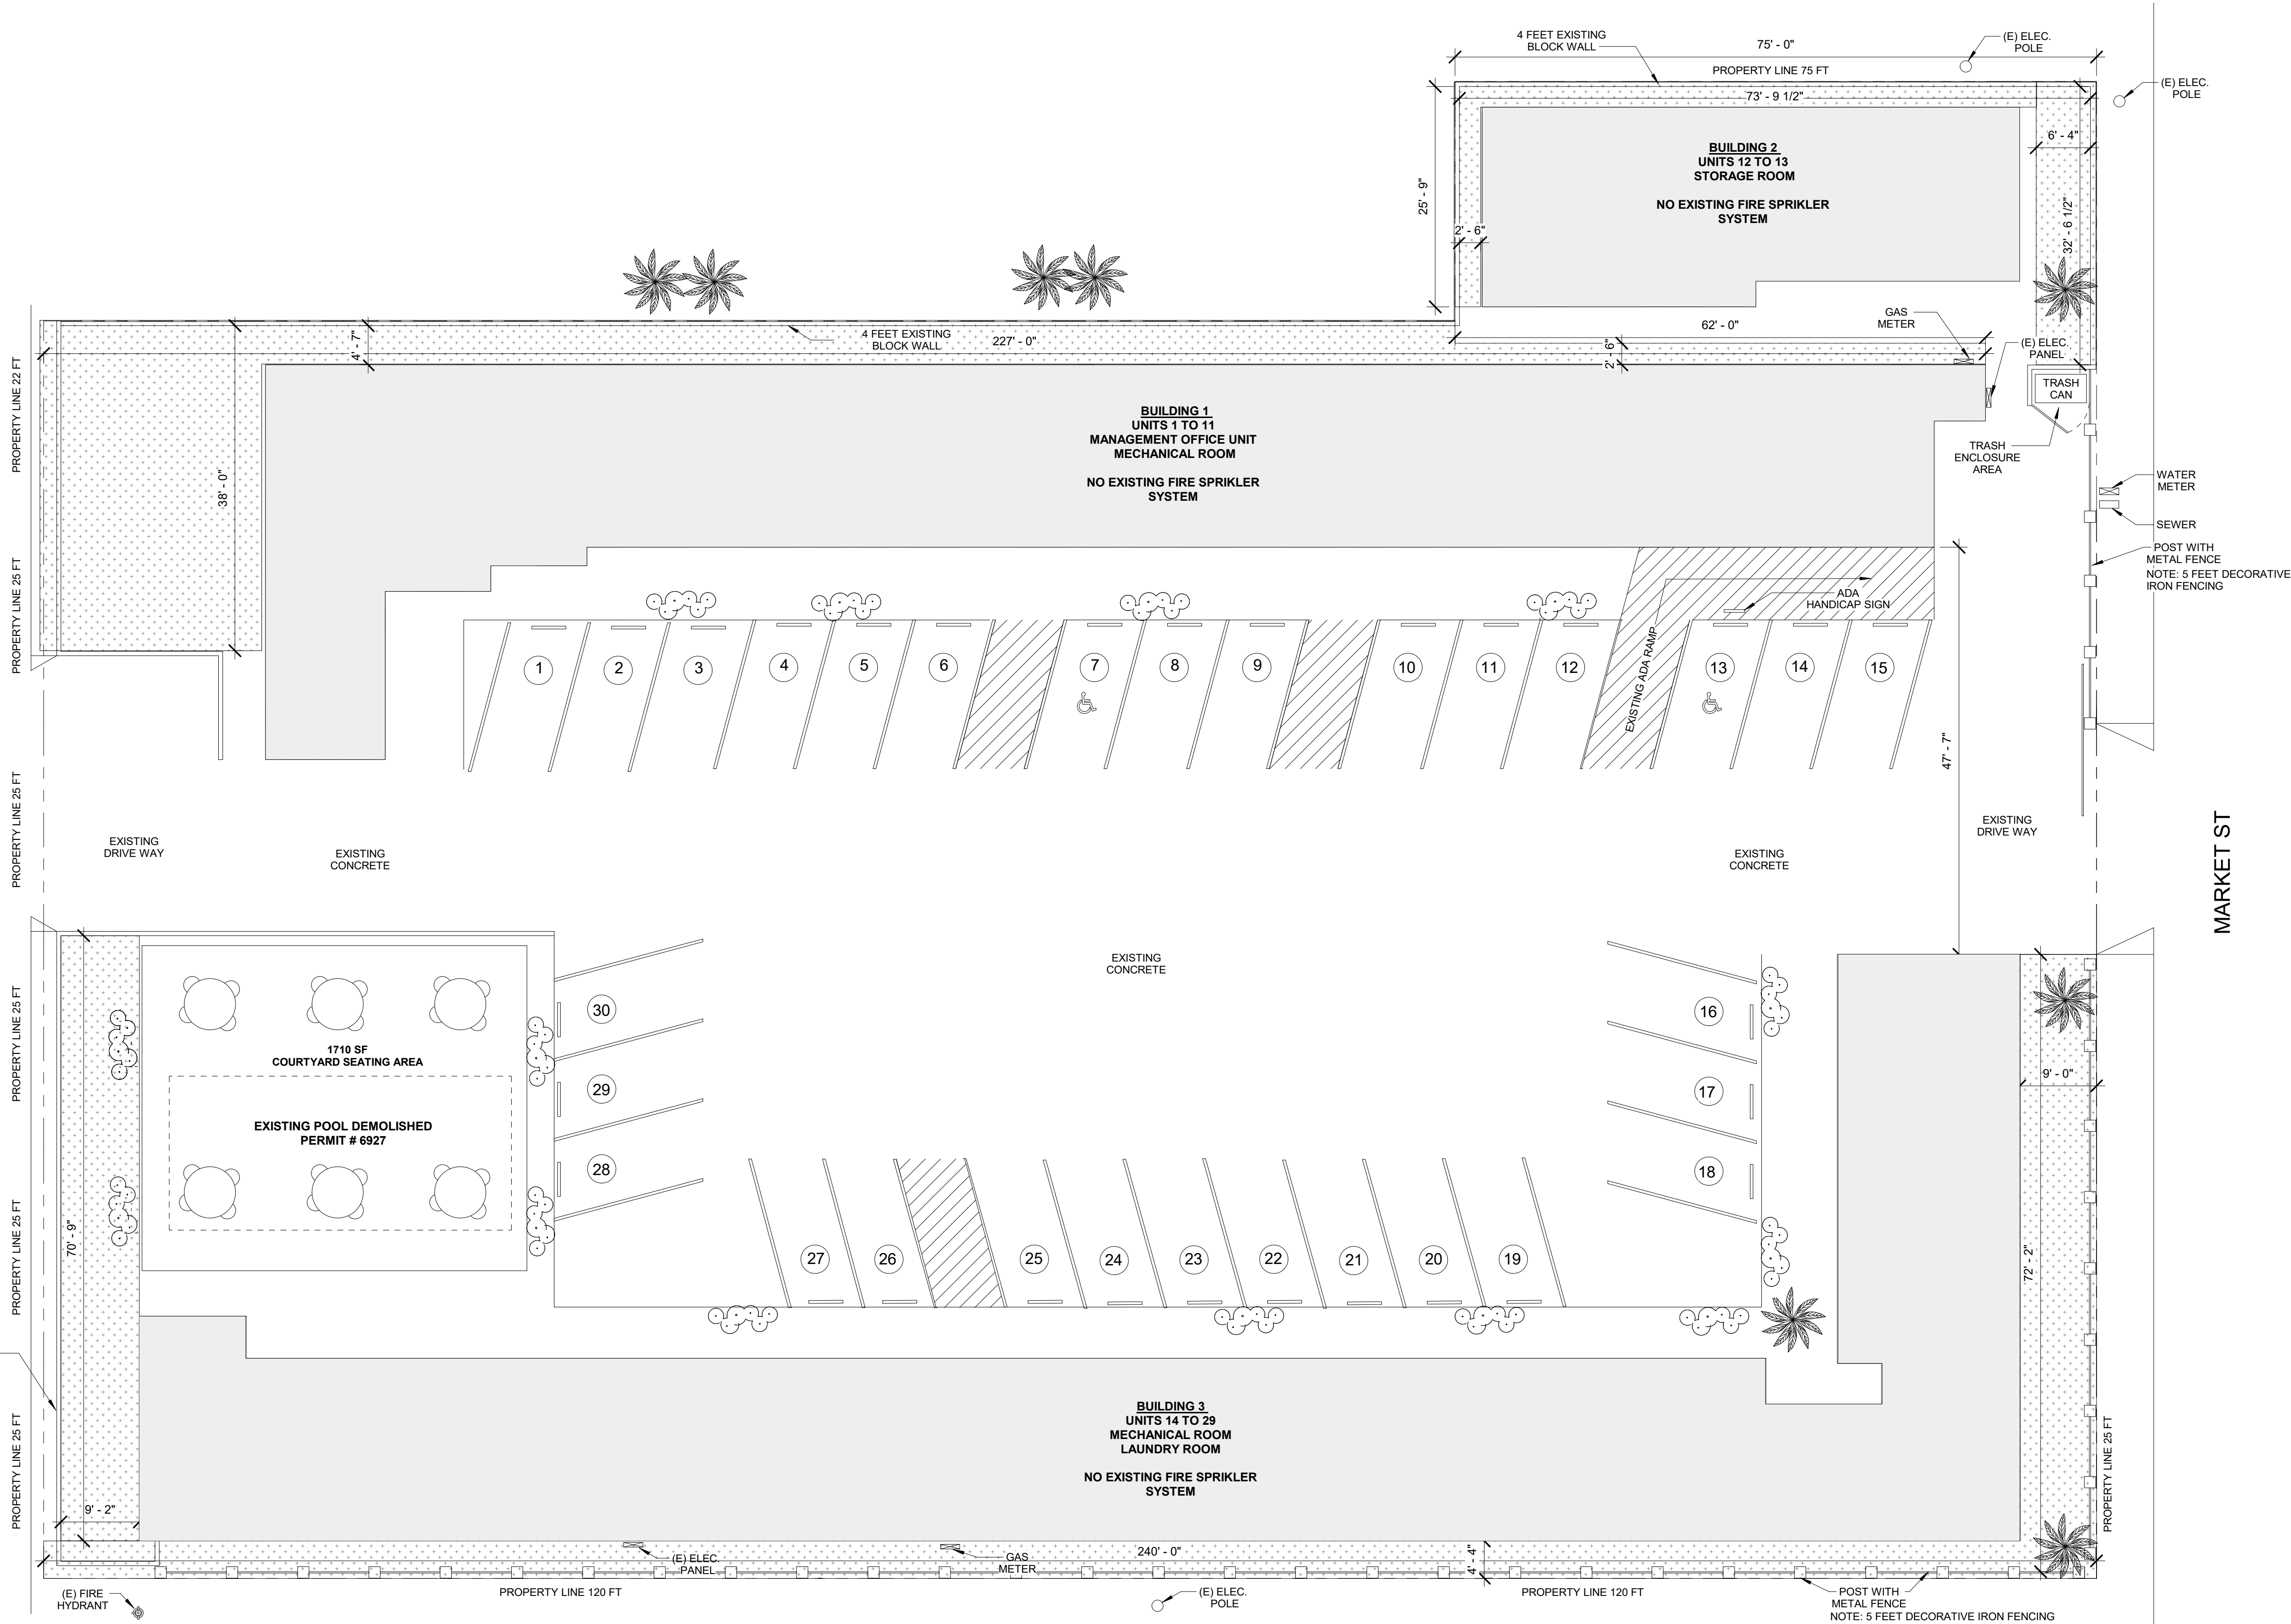 4 FEET EXISTING
BLOCK WALL
75' - 0"
(E) ELEC.
POLE
PROPERTY LINE 75 FT
(E) ELEC.
POLE
73' - 9 1/2"
6' - 4"
BUILDING 2
UNITS 12 TO 13
STORAGE ROOM
NO EXISTING FIRE SPRIKLER
SYSTEM
25' - 9"
2' - 6"
32' - 6 1/2"
GAS
METER
62' - 0"
4 FEET EXISTING
BLOCK WALL
227' - 0"
4' - 7"
2' - 6"
(E) ELEC.
PANEL
TRASH
CAN
PROPERTY LINE 22 FT
BUILDING 1
UNITS 1 TO 11
MANAGEMENT OFFICE UNIT
MECHANICAL ROOM
NO EXISTING FIRE SPRIKLER
SYSTEM
38' - 0"
TRASH
ENCLOSURE
AREA
WATER
METER
SEWER
POST WITH
METAL FENCE
NOTE: 5 FEET DECORATIVE
IRON FENCING
PROPERTY LINE 25 FT
ADA
HANDICAP SIGN
EXISTING ADA RAMP
1
2
3
4
5
6
7
8
9
10
11
12
13
14
15
47' - 7"
PROPERTY LINE 25 FT
EXISTING
DRIVE WAY
EXISTING
CONCRETE
EXISTING
CONCRETE
EXISTING
DRIVE WAY
MARKET ST
EXISTING
CONCRETE
PROPERTY LINE 25 FT
30
29
28
16
17
18
1710 SF
COURTYARD SEATING AREA
EXISTING POOL DEMOLISHED
PERMIT # 6927
9' - 0"
PROPERTY LINE 25 FT
70' - 9"
27
26
25
24
23
22
21
20
19
72' - 2"
PROPERTY LINE 25 FT
BUILDING 3
UNITS 14 TO 29
MECHANICAL ROOM
LAUNDRY ROOM
NO EXISTING FIRE SPRIKLER
SYSTEM
PROPERTY LINE 25 FT
9' - 2"
(E) ELEC.
PANEL
GAS
METER
240' - 0"
4' - 4"
(E) FIRE
HYDRANT
PROPERTY LINE 120 FT
(E) ELEC.
POLE
PROPERTY LINE 120 FT
POST WITH
METAL FENCE
NOTE: 5 FEET DECORATIVE IRON FENCING